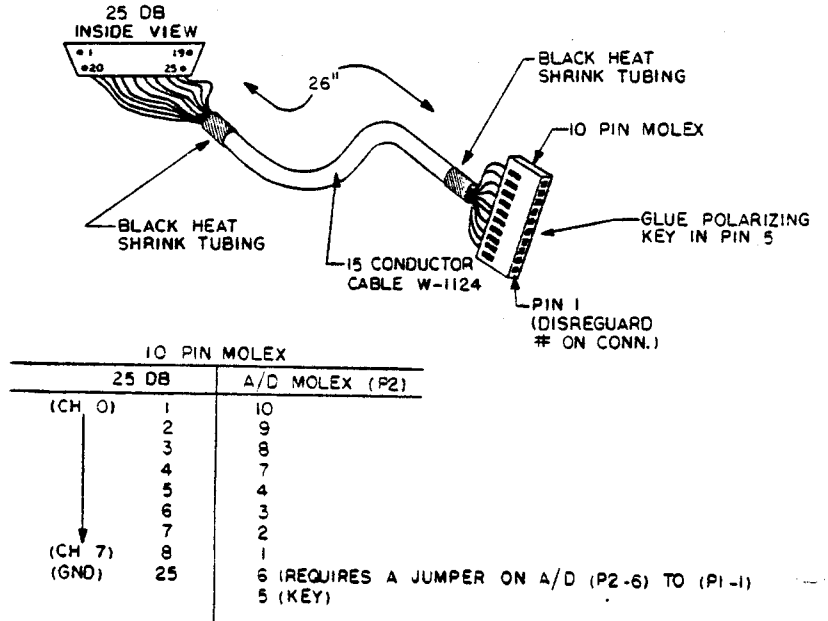 25 DB
INSIDE VIEW
1 19
20 25
26"
BLACK HEAT
SHRINK TUBING
10 PIN MOLEX
BLACK HEAT
SHRINK TUBING
GLUE POLARIZING
KEY IN PIN 5
15 CONDUCTOR
CABLE W-1124
PIN 1
(DISREGUARD
# ON CONN.)
10 PIN MOLEX
25 DB A/D MOLEX (P2)
(CH 0) 1 10
2 9
3 8
4 7
5 4
6 3
7 2
(CH 7) 8 1
(GND) 25 6 (REQUIRES A JUMPER ON A/D (P2-6) TO (P1-1)
5 (KEY)